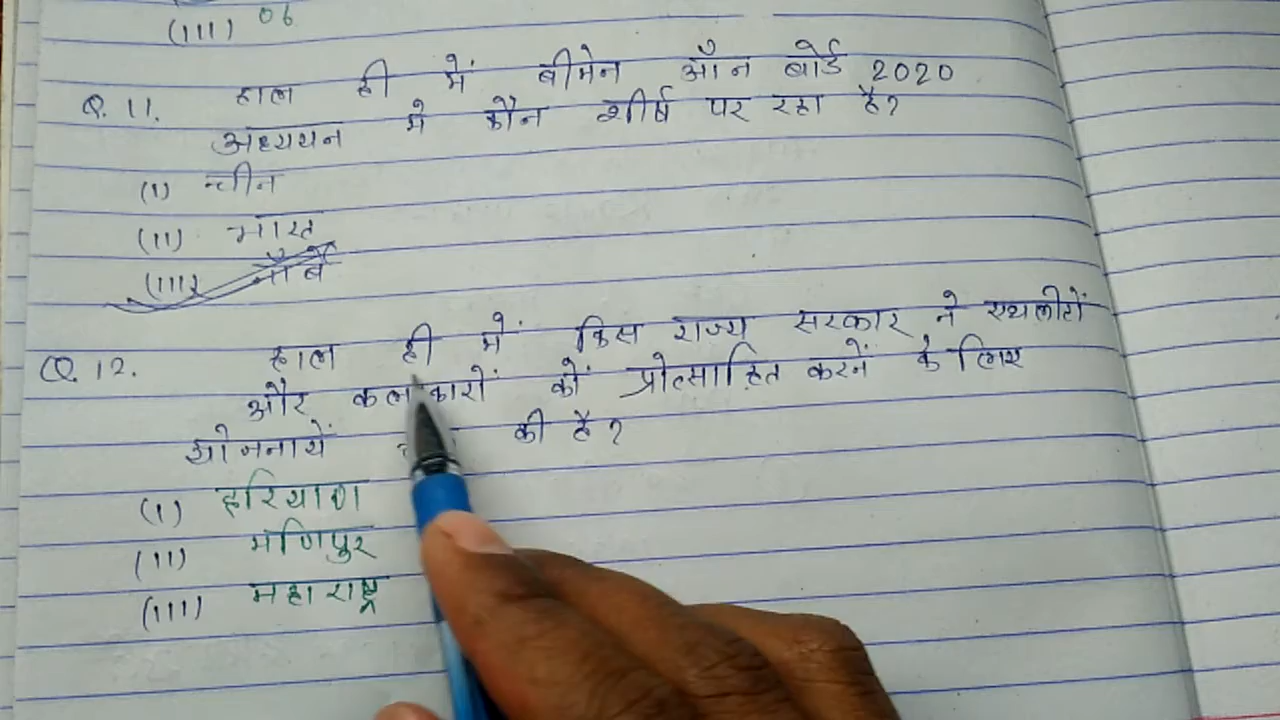 (III) 06
Q. 11. हाल ही में वीमेन ऑन बोर्ड 2020
अध्ययन मे कौन शीर्ष पर रहा है?
(I) चीन
(II) भारत
(III) नॉर्वे
Q. 12. हाल ही में किस राज्य सरकार ने एथलीटों
और कलाकारों कों प्रोत्साहित करनें के लिए
योजनायें की है?
(I) हरियाणा
(II) मणिपुर
(III) महाराष्ट्र